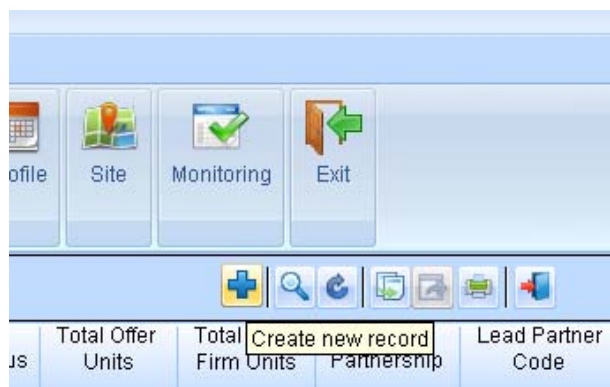 ofile Site Monitoring Exit
Total Offer Total Create new record Lead Partner
us Units Firm Units Partnership Code